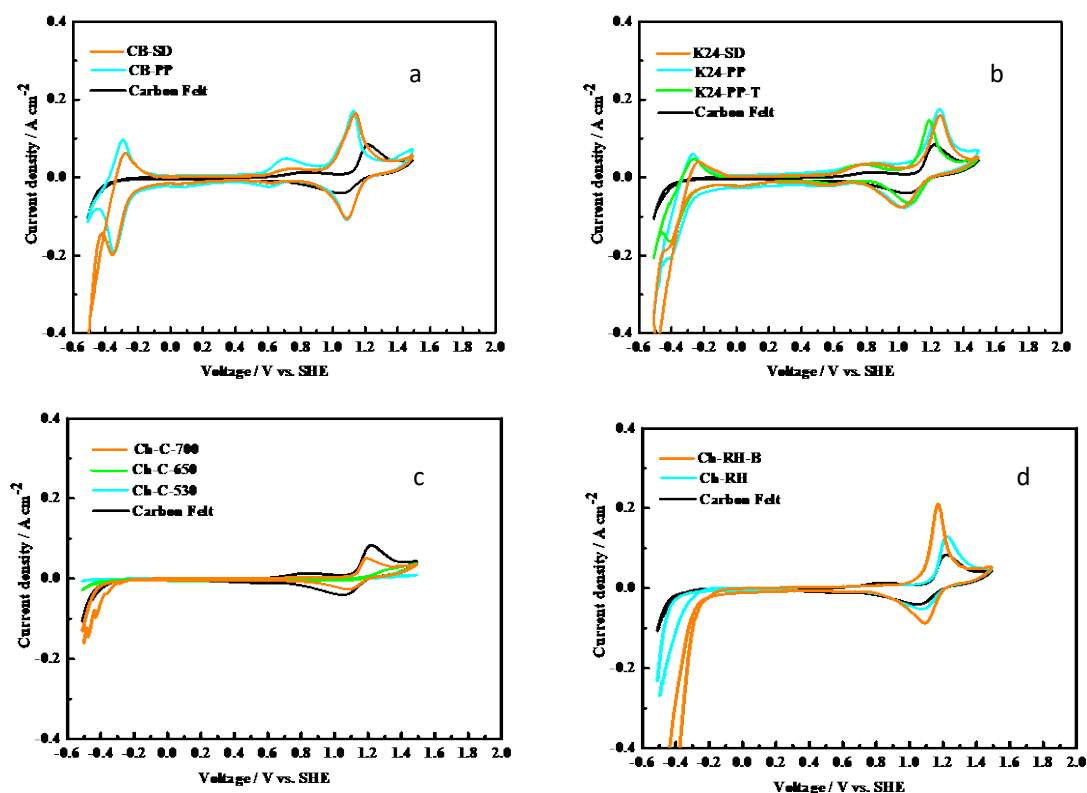 0.4
CB-SD
CB-PP
Carbon Felt
a
0.2
0.0
-0.2
-0.4
Current density / A cm-2
-0.6 -0.4 -0.2 0.0 0.2 0.4 0.6 0.8 1.0 1.2 1.4 1.6 1.8 2.0
Voltage / V vs. SHE
0.4
K24-SD
K24-PP
K24-PP-T
Carbon Felt
b
0.2
0.0
-0.2
-0.4
Current density / A cm-2
-0.6 -0.4 -0.2 0.0 0.2 0.4 0.6 0.8 1.0 1.2 1.4 1.6 1.8 2.0
Voltage / V vs. SHE
0.4
Ch-C-700
Ch-C-650
Ch-C-530
Carbon Felt
c
0.2
0.0
-0.2
-0.4
Current density / A cm-2
-0.6 -0.4 -0.2 0.0 0.2 0.4 0.6 0.8 1.0 1.2 1.4 1.6 1.8 2.0
Voltage / V vs. SHE
0.4
Ch-RH-B
Ch-RH
Carbon Felt
d
0.2
0.0
-0.2
-0.4
Current density / A cm-2
-0.6 -0.4 -0.2 0.0 0.2 0.4 0.6 0.8 1.0 1.2 1.4 1.6 1.8 2.0
Voltage / V vs. SHE